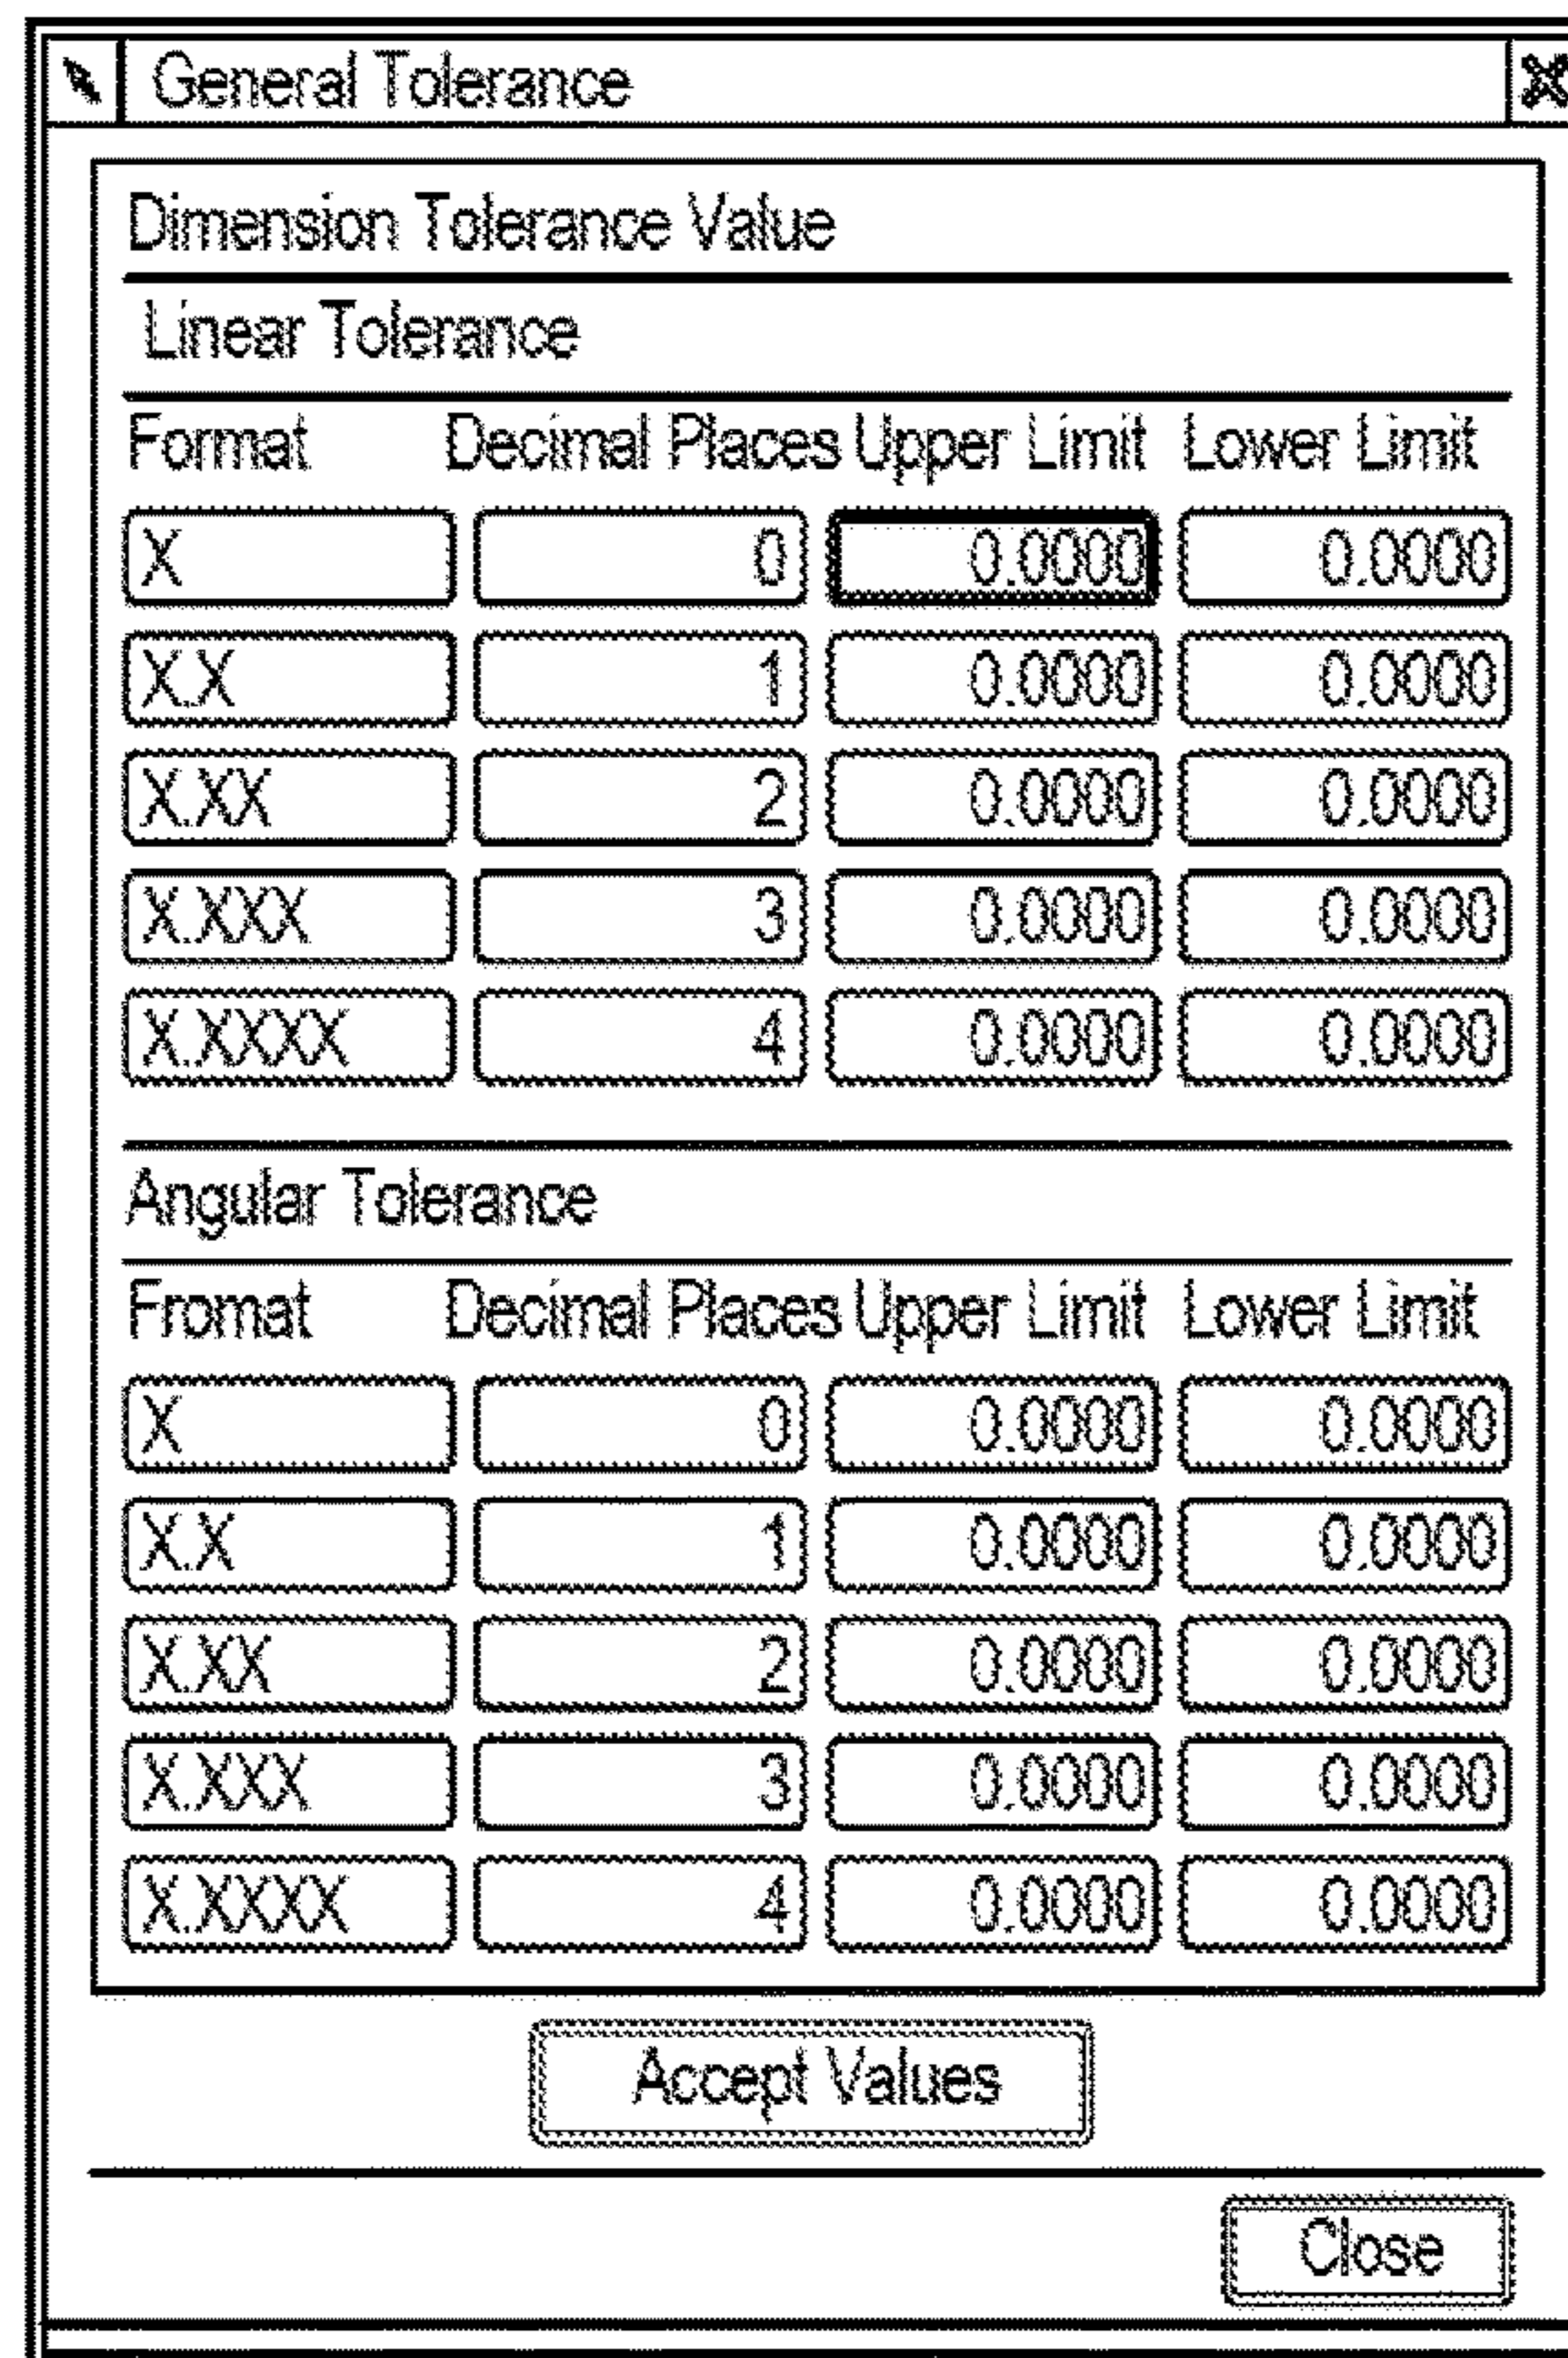 General Tolerance
Dimension Tolerance Value
Linear Tolerance
Format Decimal Places Upper Limit Lower Limit
X 0 0.0000 0.0000
X.X 1 0.0000 0.0000
X.XX 2 0.0000 0.0000
X.XXX 3 0.0000 0.0000
X.XXXX 4 0.0000 0.0000
Angular Tolerance
Fromat Decimal Places Upper Limit Lower Limit
X 0 0.0000 0.0000
X.X 1 0.0000 0.0000
X.XX 2 0.0000 0.0000
X.XXX 3 0.0000 0.0000
X.XXXX 4 0.0000 0.0000
Accept Values
Close